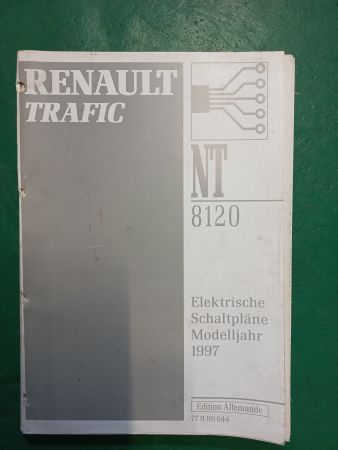 RENAULT
TRAFIC
NT
8120
Elektrische
Schaltpläne
Modelljahr
1997
Edition Allemande
77 11 191 644